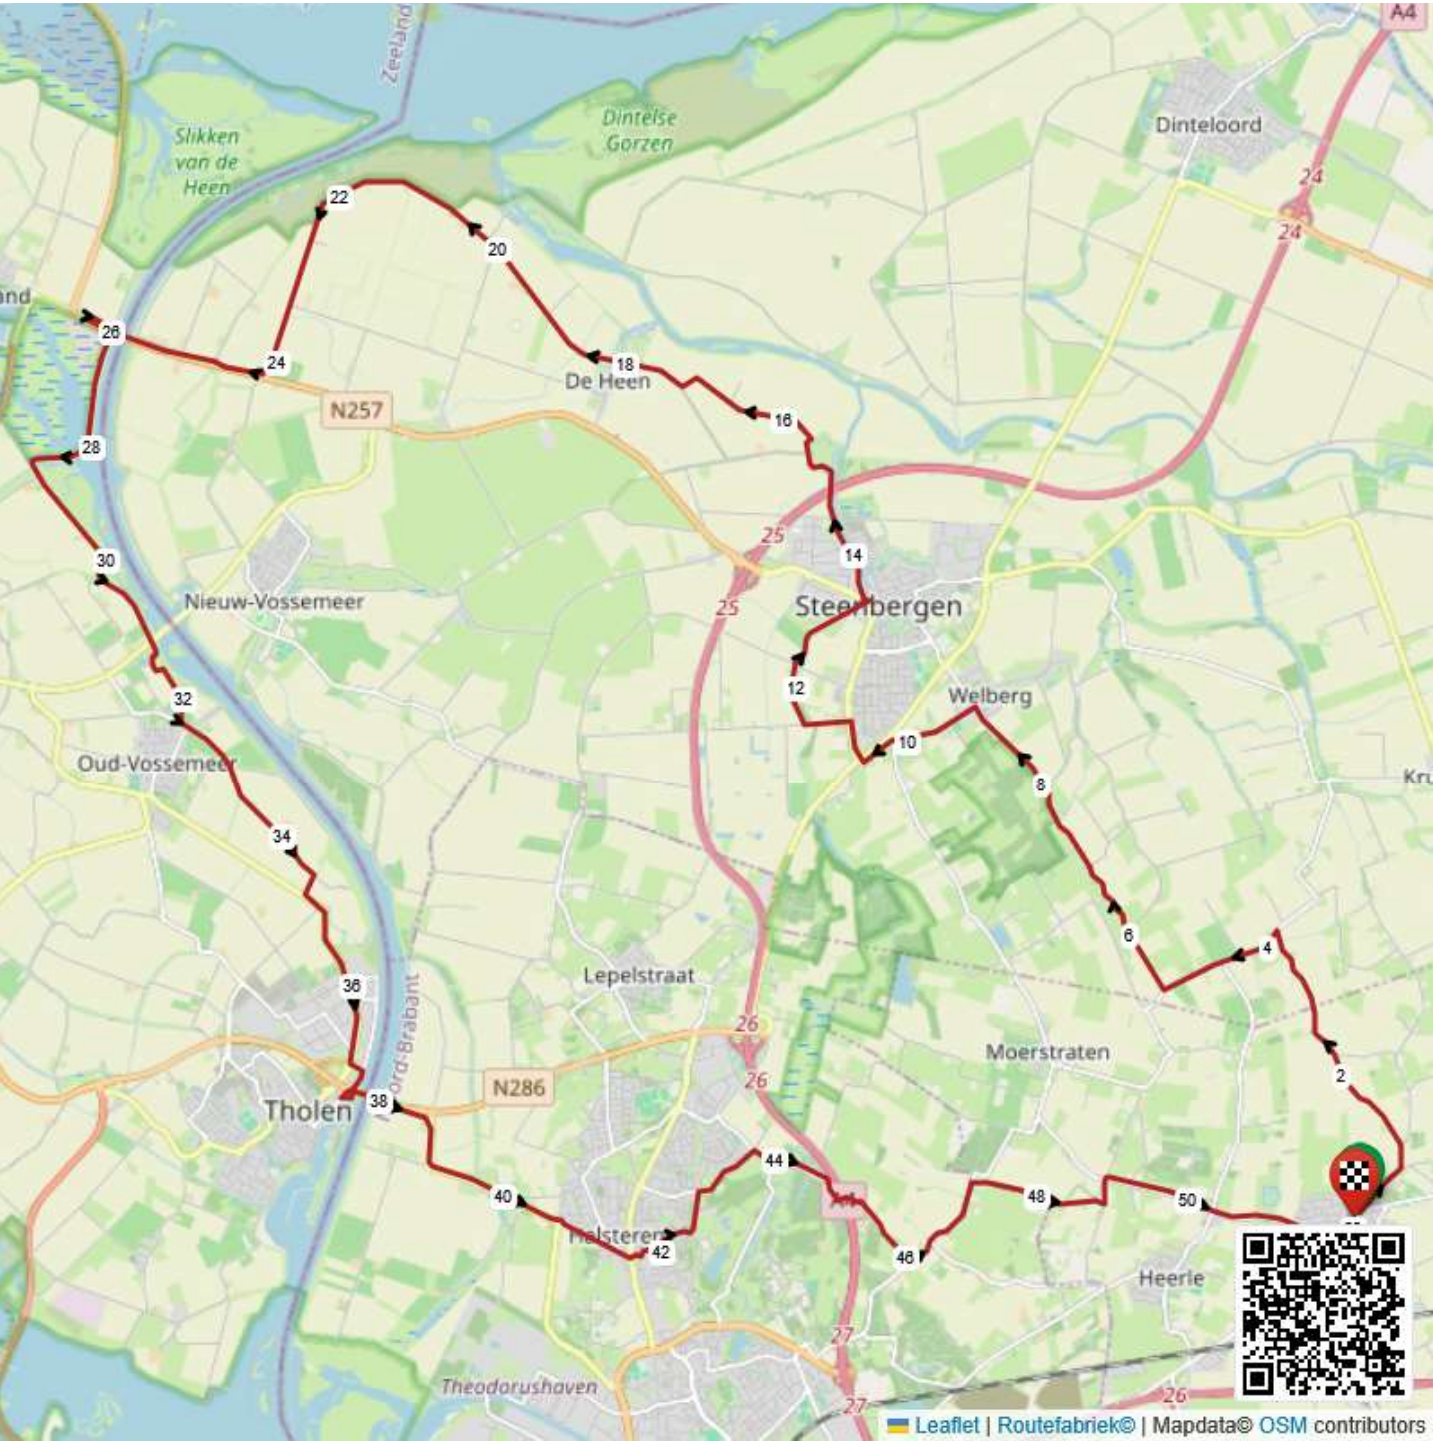 A4
Zeeland
Dintelse
Gorzen
Dinteloord
Slikken
van de
Heen
24
22
24
20
and
26
24
18
De Heen
N257
16
28
25
14
30
25
Nieuw-Vossemeer
Steenbergen
12
32
Welberg
10
Oud-Vossemeer
8
Kru
34
6
4
Lepelstraat
36
26
Moerstraten
2
26
N286
38
Tholen
Noord-Brabant
44
40
48
50
A4
Halsteren
42
46
Heerle
27
Theodorushaven
26
27
Leaflet | Routefabriek© | Mapdata© OSM contributors